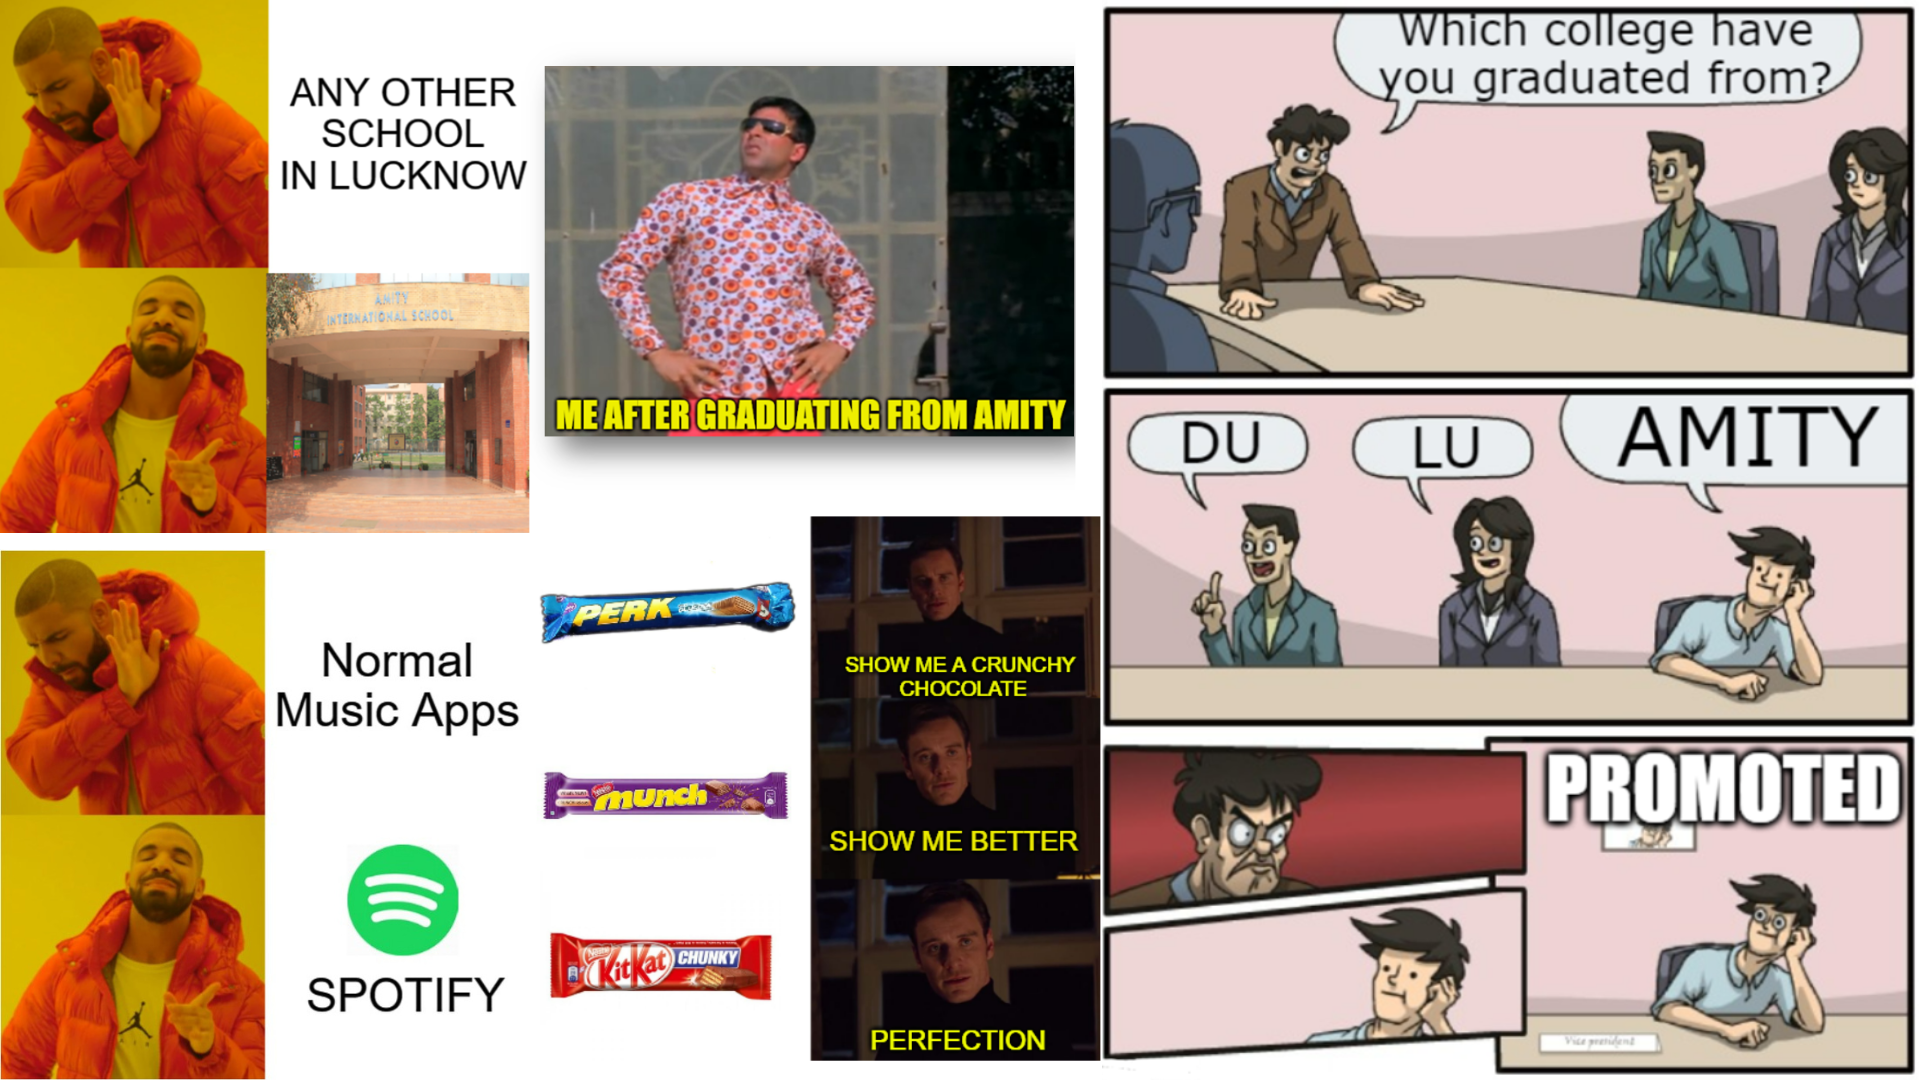 ANY OTHER
SCHOOL
IN LUCKNOW
AMITY
INTERNATIONAL SCHOOL
ME AFTER GRADUATING FROM AMITY
Normal
Music Apps
SPOTIFY
PERK
munch
Nestle
KitKat
CHUNKY
SHOW ME A CRUNCHY
CHOCOLATE
SHOW ME BETTER
PERFECTION
Which college have
you graduated from?
DU
LU
AMITY
PROMOTED
Vice president